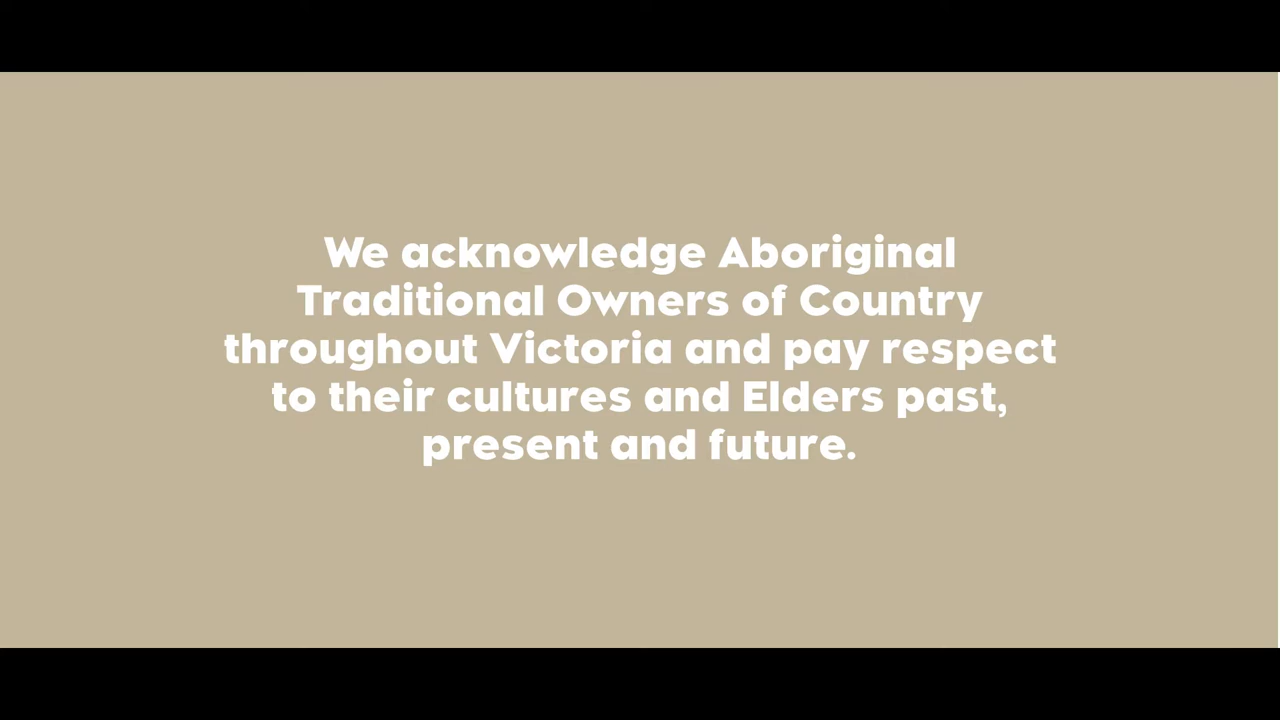 We acknowledge Aboriginal
Traditional Owners of Country
throughout Victoria and pay respect
to their cultures and Elders past,
present and future.